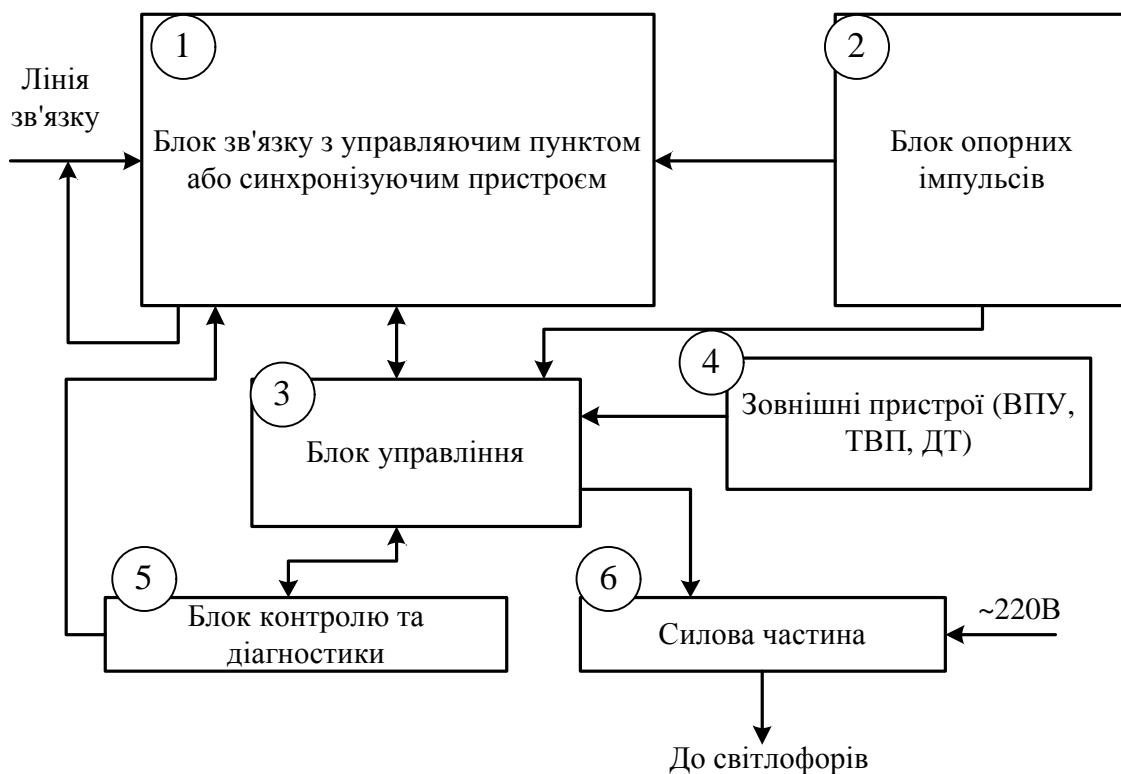 1
2
Лінія
зв'язку
Блок зв'язку з управляючим пунктом
або синхронізуючим пристроєм
Блок опорних
імпульсів
3
4
Блок управління
Зовнішні пристрої (ВПУ,
ТВП, ДТ)
5
6
Блок контролю та
діагностики
Силова частина
~220В
До світлофорів